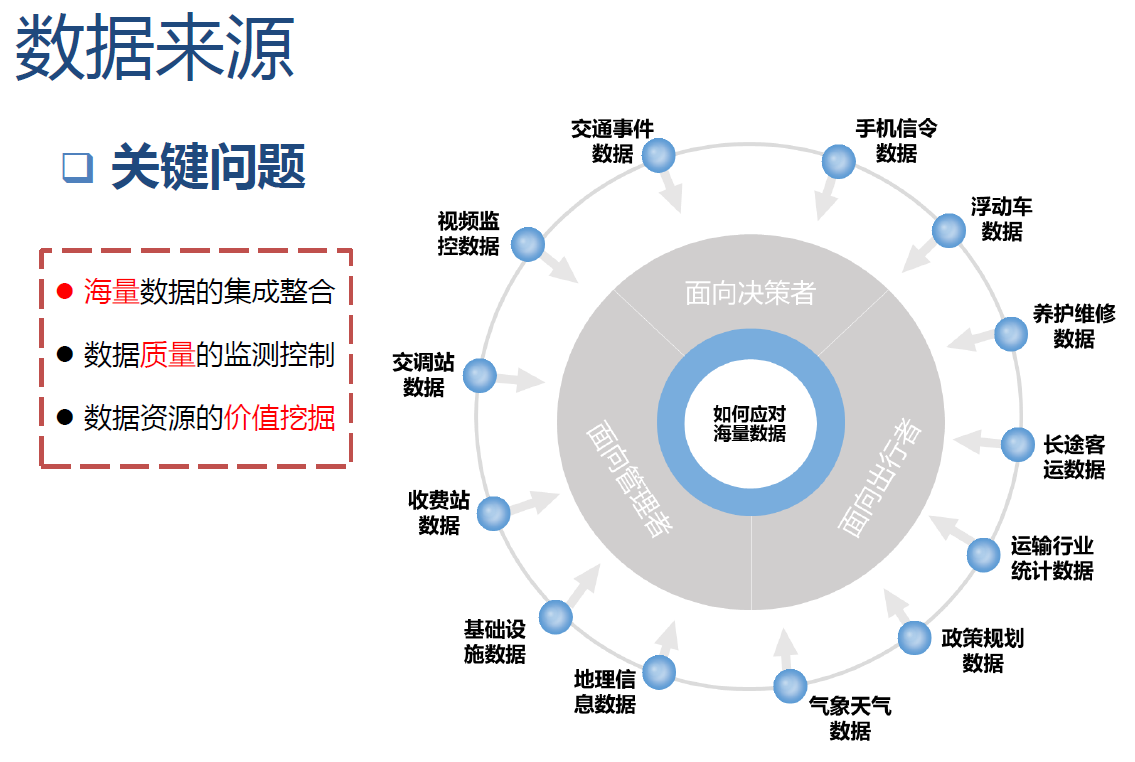 数据来源
关键问题
海量数据的集成整合
数据质量的监测控制
数据资源的价值挖掘
交通事件
数据
手机信令
数据
浮动车
数据
养护维修
数据
长途客
运数据
运输行业
统计数据
政策规划
数据
气象天气
数据
地理信
息数据
基础设
施数据
收费站
数据
交调站
数据
视频监
控数据
面向决策者
面向出行者
面向管理者
如何应对
海量数据